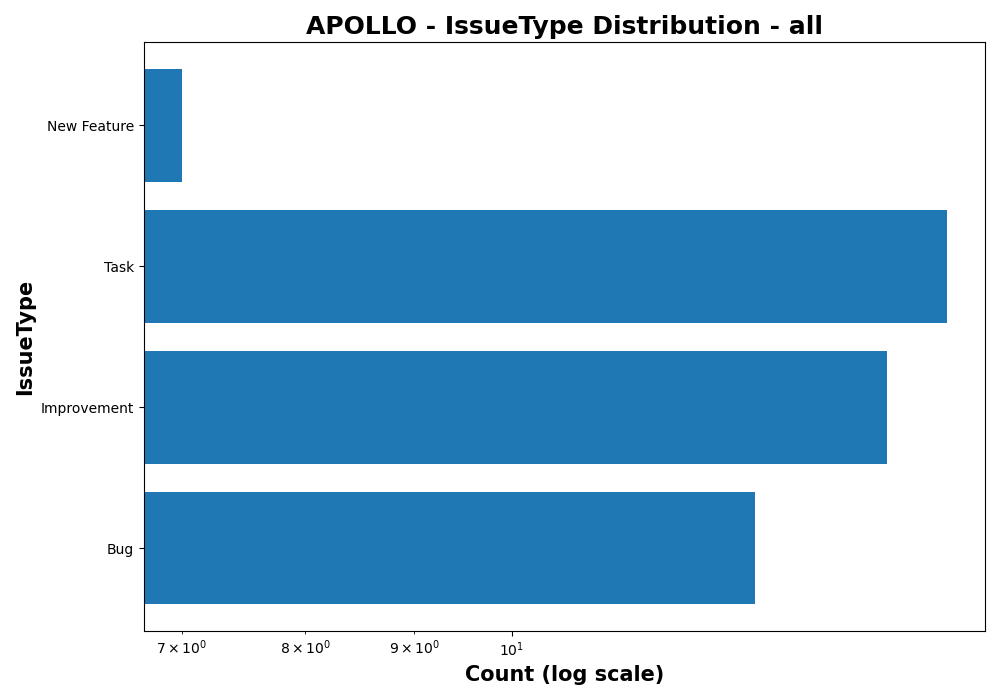 APOLLO - IssueType Distribution - all
IssueType
New Feature
Task
Improvement
Bug
7 × 10⁰ 8 × 10⁰ 9 × 10⁰ 10¹
Count (log scale)